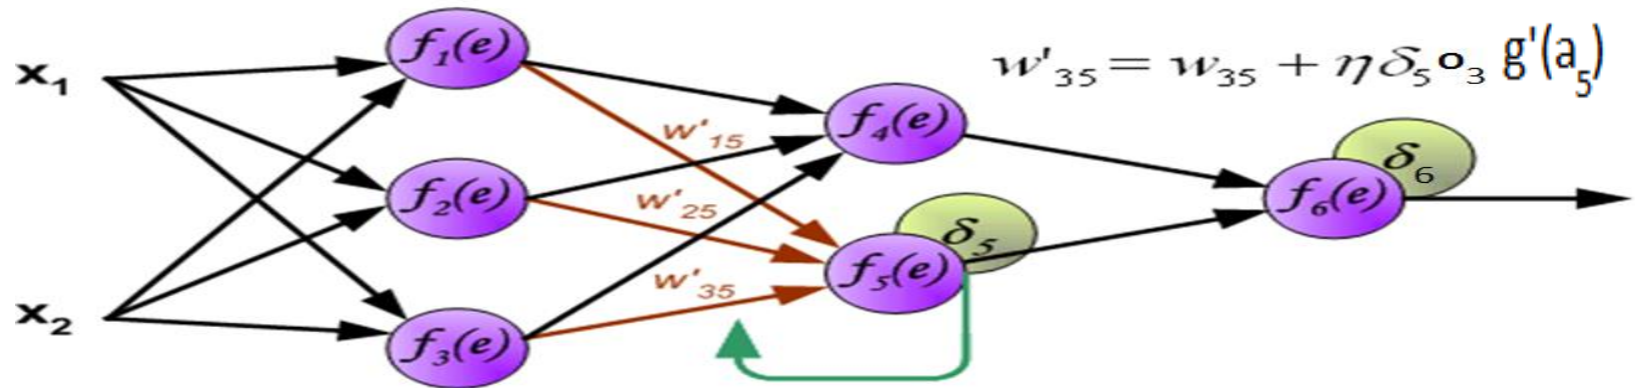 x₁
f₁(e)
w'₃₅ = w₃₅ + ηδ₅o₃ g'(a₅)
w'₁₅
f₄(e)
δ₆
f₂(e)
w'₂₅
f₆(e)
δ₅
f₅(e)
w'₃₅
x₂
f₃(e)